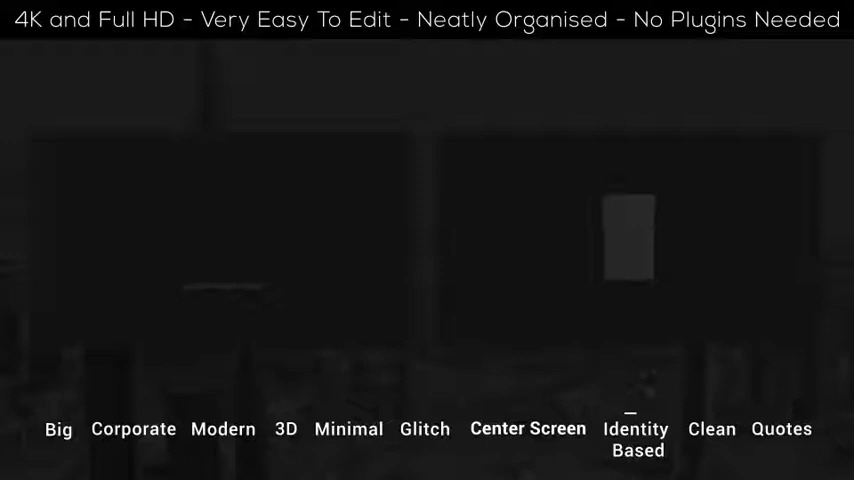 4K and Full HD - Very Easy To Edit - Neatly Organised - No Plugins Needed
Big Corporate Modern 3D Minimal Glitch Center Screen Identity Based Clean Quotes